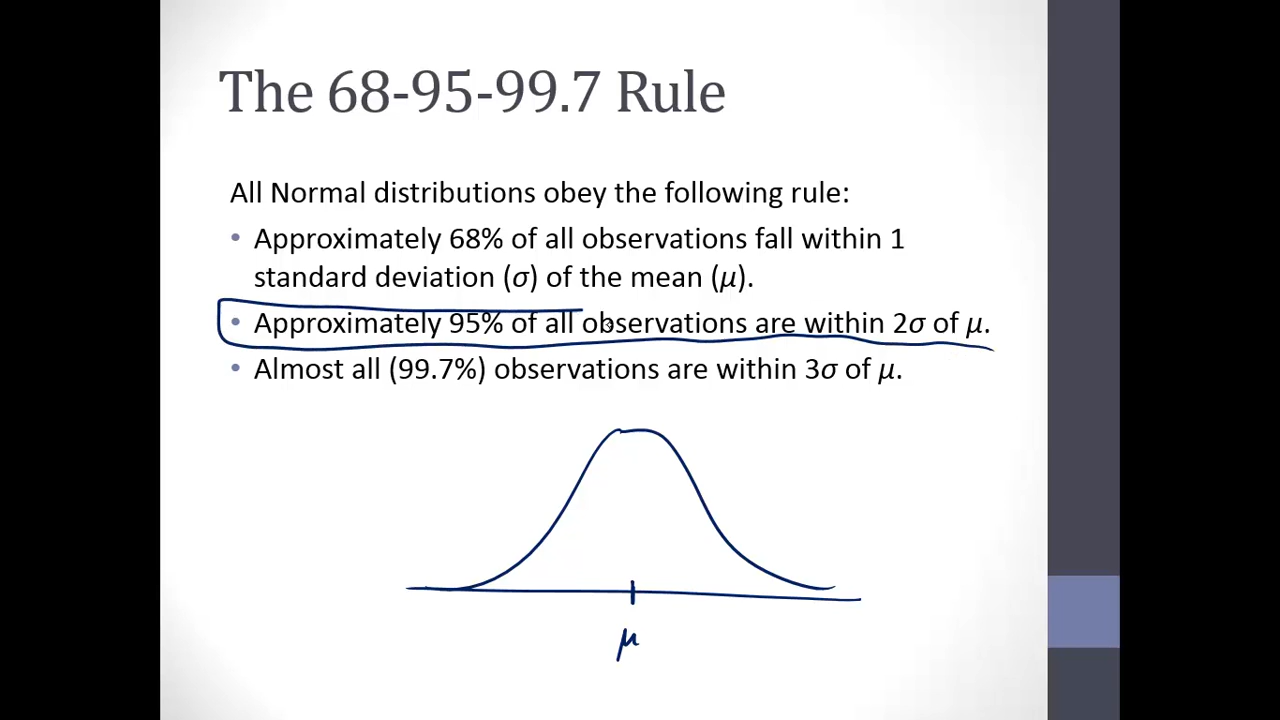 The 68-95-99.7 Rule
All Normal distributions obey the following rule:
• Approximately 68% of all observations fall within 1
standard deviation (σ) of the mean (μ).
• Approximately 95% of all observations are within 2σ of μ.
• Almost all (99.7%) observations are within 3σ of μ.
μ